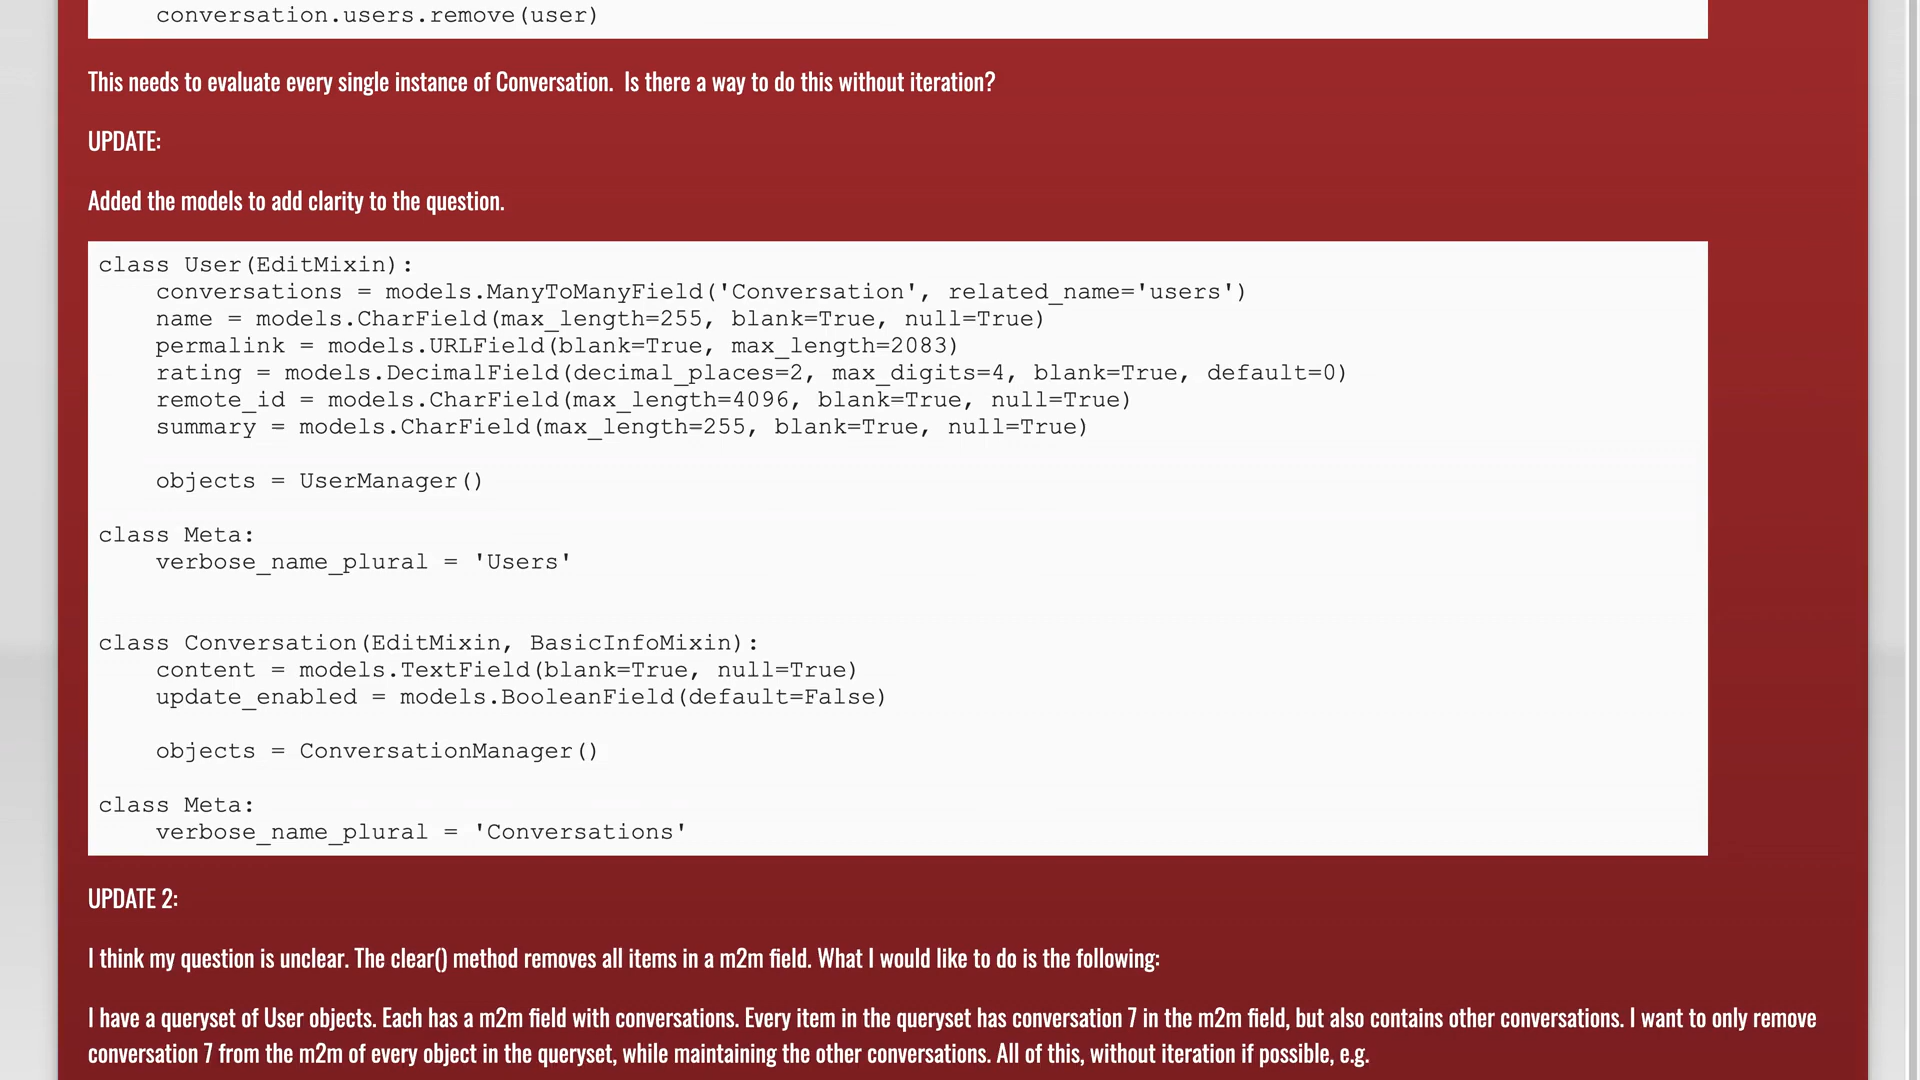 conversation.users.remove(user)
This needs to evaluate every single instance of Conversation. Is there a way to do this without iteration?
UPDATE:
Added the models to add clarity to the question.
class User(EditMixin):
    conversations = models.ManyToManyField('Conversation', related_name='users')
    name = models.CharField(max_length=255, blank=True, null=True)
    permalink = models.URLField(blank=True, max_length=2083)
    rating = models.DecimalField(decimal_places=2, max_digits=4, blank=True, default=0)
    remote_id = models.CharField(max_length=4096, blank=True, null=True)
    summary = models.CharField(max_length=255, blank=True, null=True)
    objects = UserManager()
class Meta:
    verbose_name_plural = 'Users'
class Conversation(EditMixin, BasicInfoMixin):
    content = models.TextField(blank=True, null=True)
    update_enabled = models.BooleanField(default=False)
    objects = ConversationManager()
class Meta:
    verbose_name_plural = 'Conversations'
UPDATE 2:
I think my question is unclear. The clear() method removes all items in a m2m field. What I would like to do is the following:
I have a queryset of User objects. Each has a m2m field with conversations. Every item in the queryset has conversation 7 in the m2m field, but also contains other conversations. I want to only remove
conversation 7 from the m2m of every object in the queryset, while maintaining the other conversations. All of this, without iteration if possible, e.g.